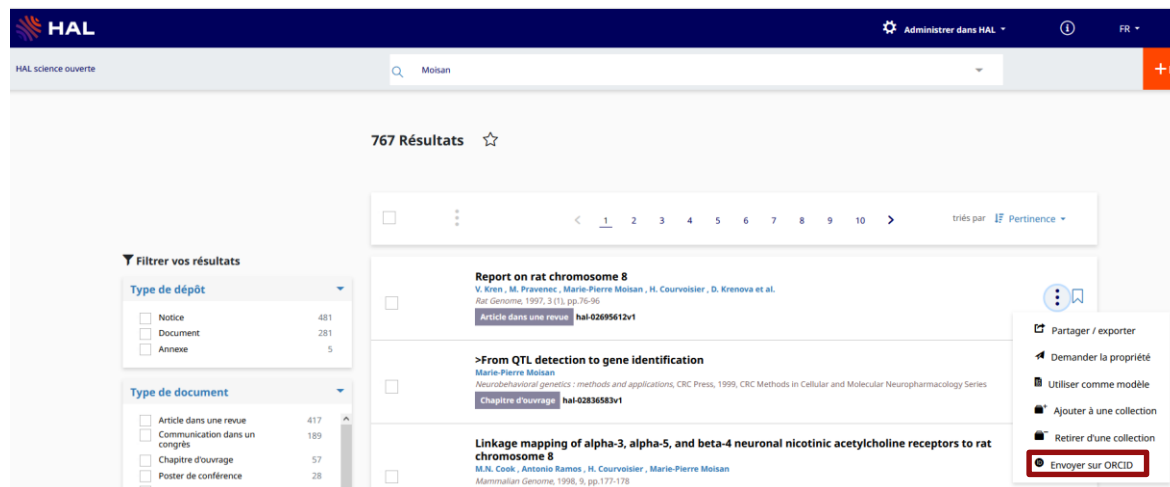 HAL
Administrer dans HAL
FR
HAL science ouverte
Moisan
767 Résultats
1 2 3 4 5 6 7 8 9 10
triés par Pertinence
Filtrer vos résultats
Type de dépôt
Notice 481
Document 281
Annexe 5
Type de document
Article dans une revue 417
Communication dans un congrès 189
Chapitre d'ouvrage 57
Poster de conférence 28
Report on rat chromosome 8
V. Kren , M. Pravenec , Marie-Pierre Moisan , H. Courvoisier , D. Krenova et al.
Rat Genome, 1997, 3 (1), pp.76-96
Article dans une revue hal-02695612v1
>From QTL detection to gene identification
Marie-Pierre Moisan
Neurobehavioral genetics : methods and applications, CRC Press, 1999, CRC Methods in Cellular and Molecular Neuropharmacology Series
Chapitre d'ouvrage hal-02836583v1
Linkage mapping of alpha-3, alpha-5, and beta-4 neuronal nicotinic acetylcholine receptors to rat
chromosome 8
M.N. Cook , Antonio Ramos , H. Courvoisier , Marie-Pierre Moisan
Mammalian Genome, 1998, 9, pp.177-178
Partager / exporter
Demander la propriété
Utiliser comme modèle
Ajouter à une collection
Retirer d'une collection
Envoyer sur ORCID